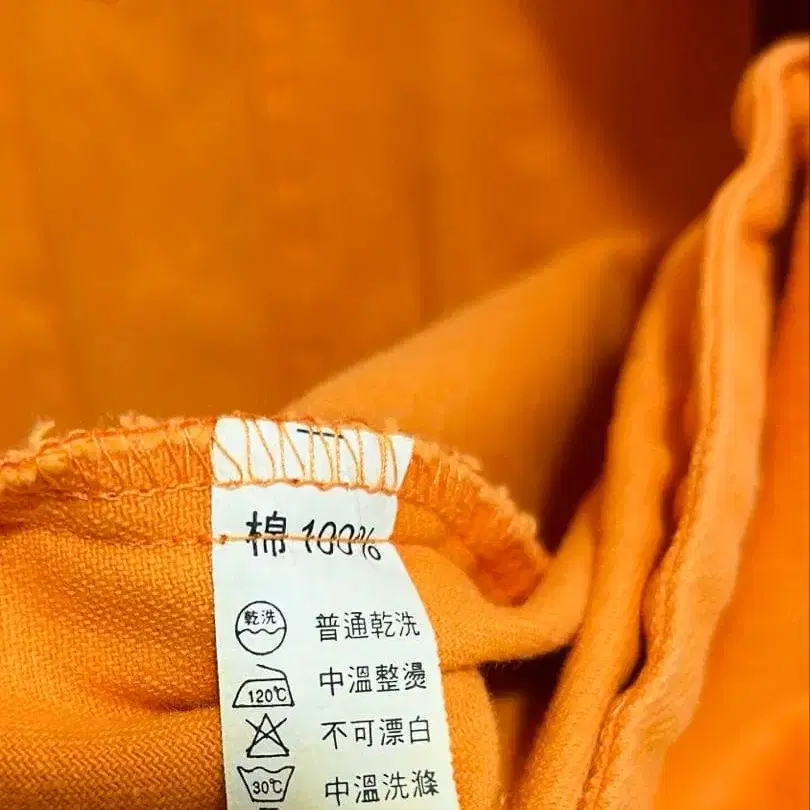 棉 100%
乾洗 普通乾洗
120℃ 中溫整燙
不可漂白
30℃ 中溫洗滌